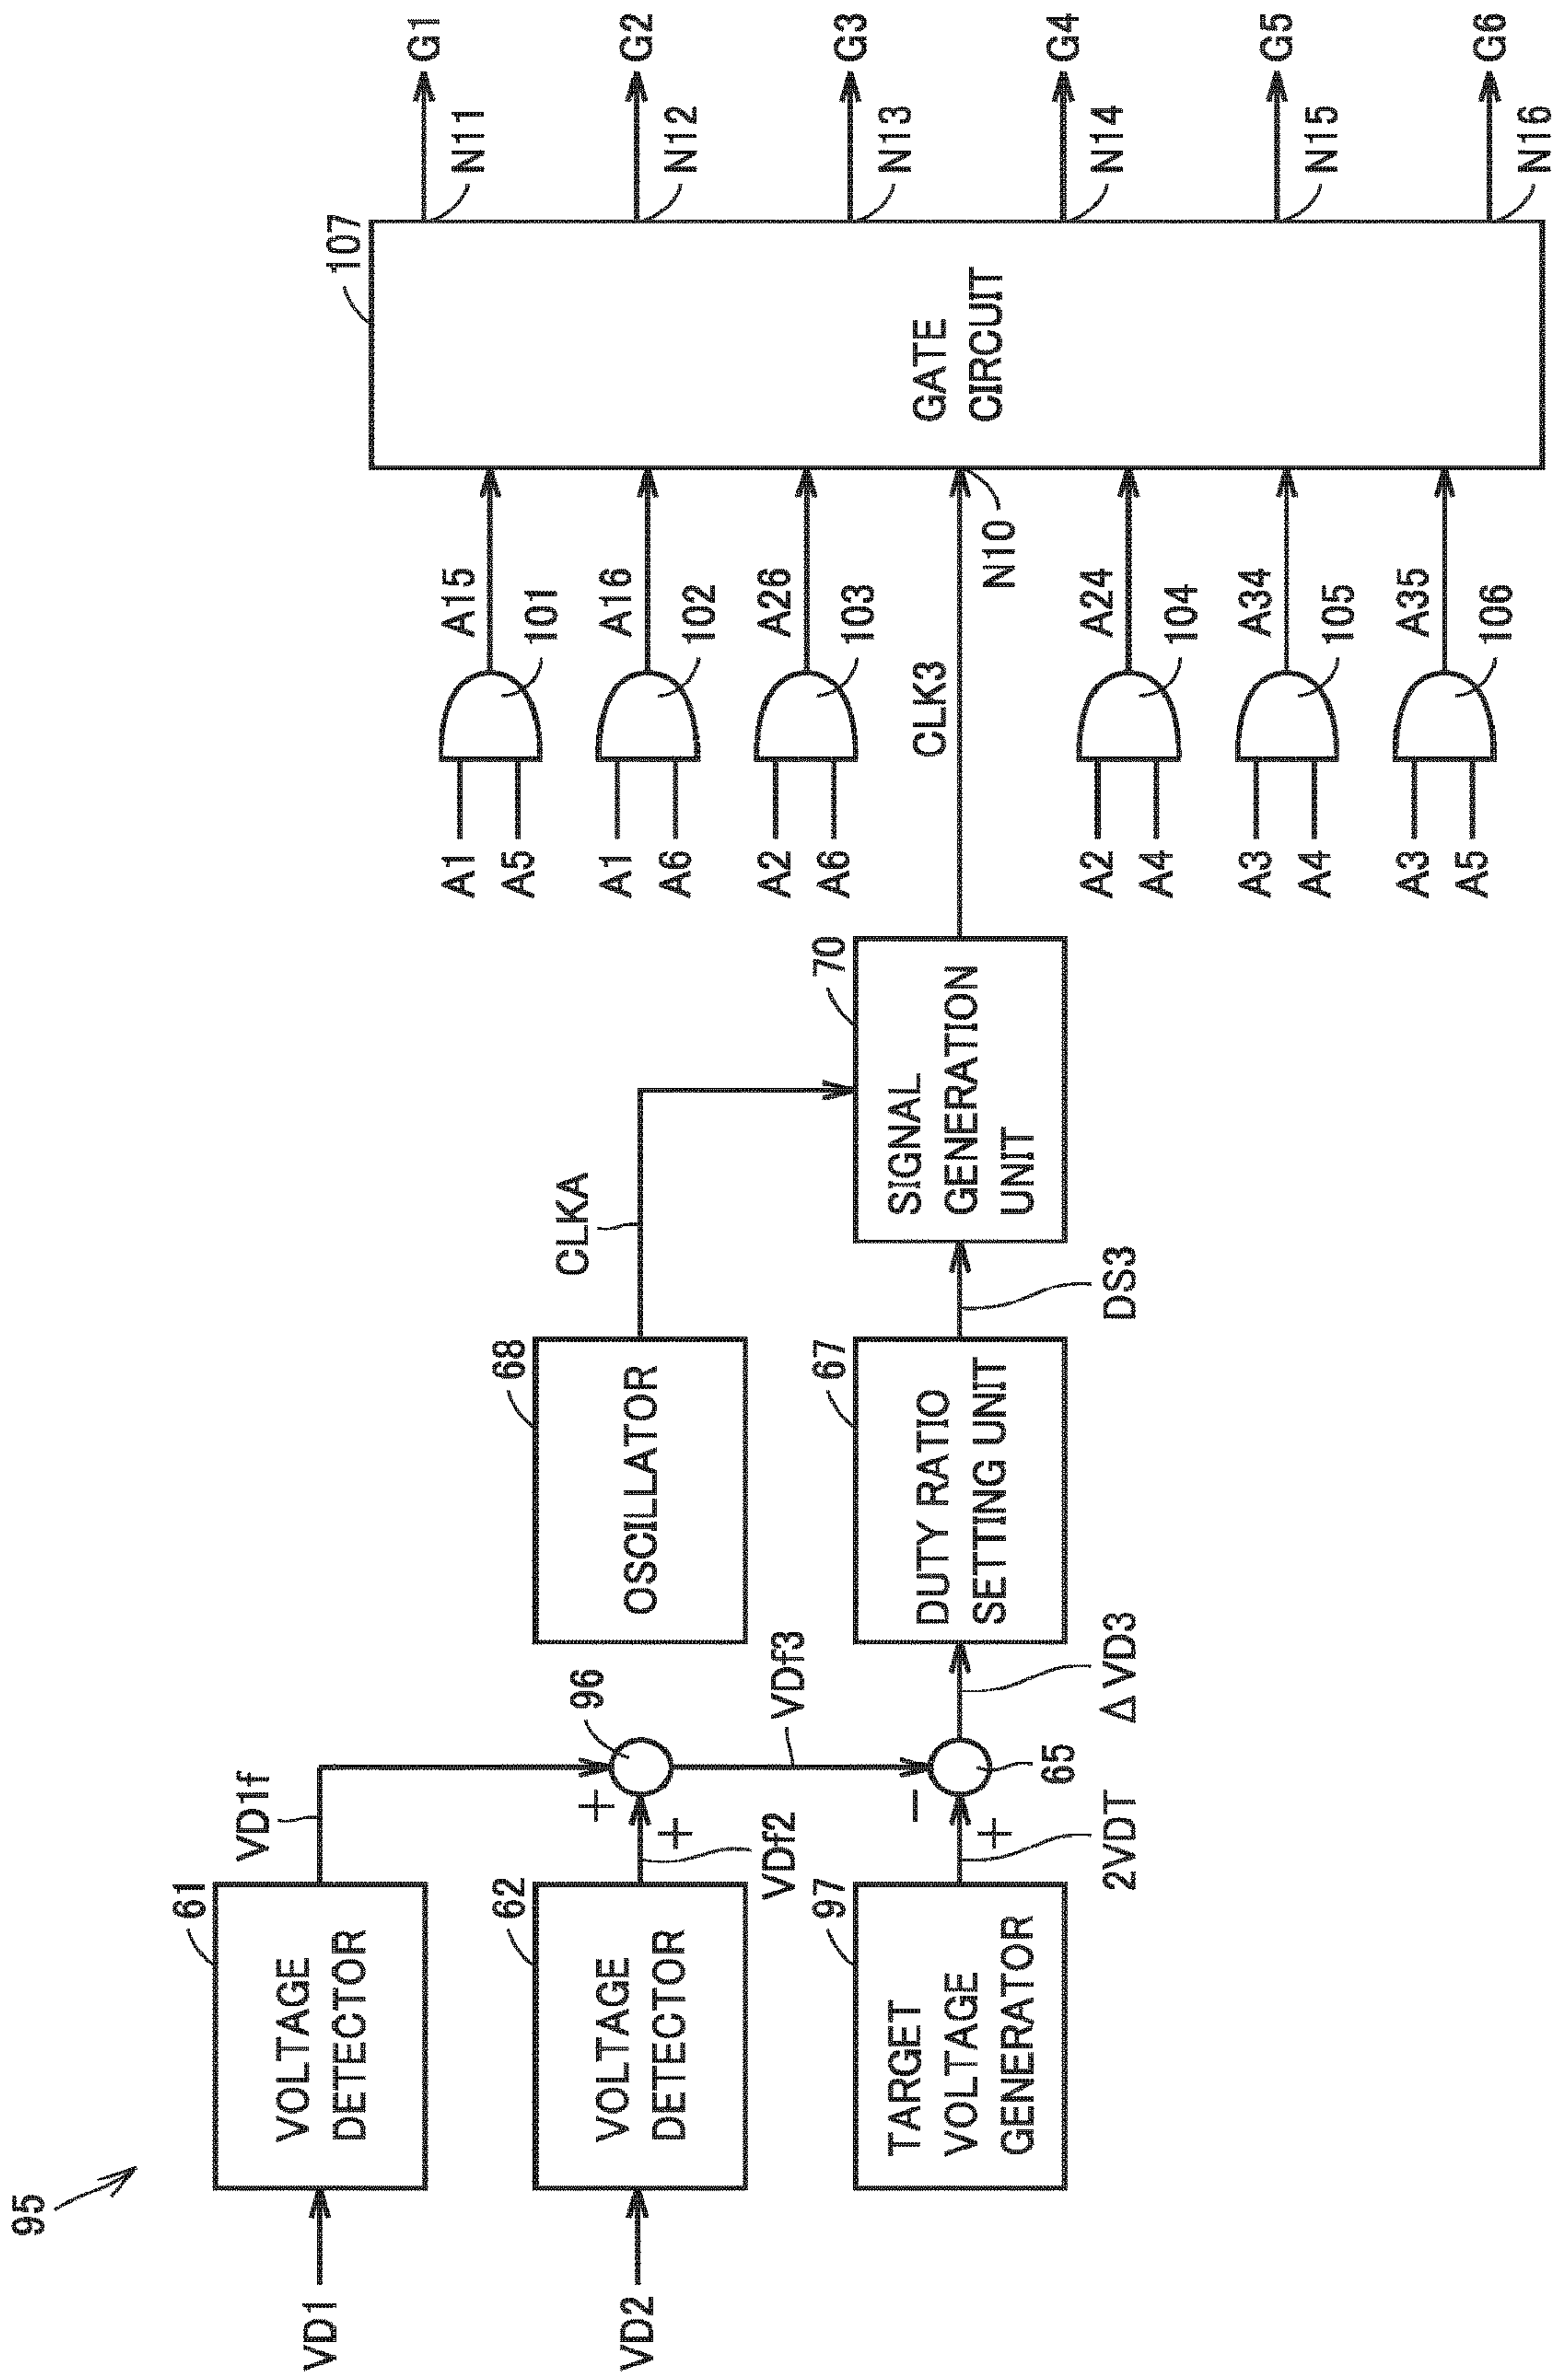 95
VD1
61
VOLTAGE
DETECTOR
VD1f
VD2
62
VOLTAGE
DETECTOR
VDf2
+
+
96
VDf3
97
TARGET
VOLTAGE
GENERATOR
2VDT
−
+
65
ΔVD3
68
OSCILLATOR
CLKA
67
DUTY RATIO
SETTING UNIT
DS3
70
SIGNAL
GENERATION
UNIT
CLK3
N10
A1
A5
A15
101
A1
A6
A16
102
A2
A6
A26
103
A2
A4
A24
104
A3
A4
A34
105
A3
A5
A35
106
107
GATE
CIRCUIT
N11
G1
N12
G2
N13
G3
N14
G4
N15
G5
N16
G6